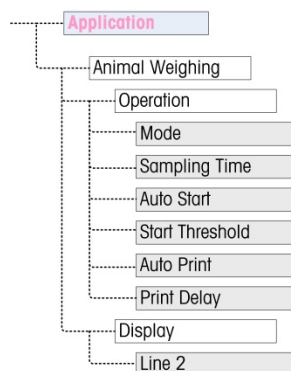 Application
Animal Weighing
Operation
Mode
Sampling Time
Auto Start
Start Threshold
Auto Print
Print Delay
Display
Line 2